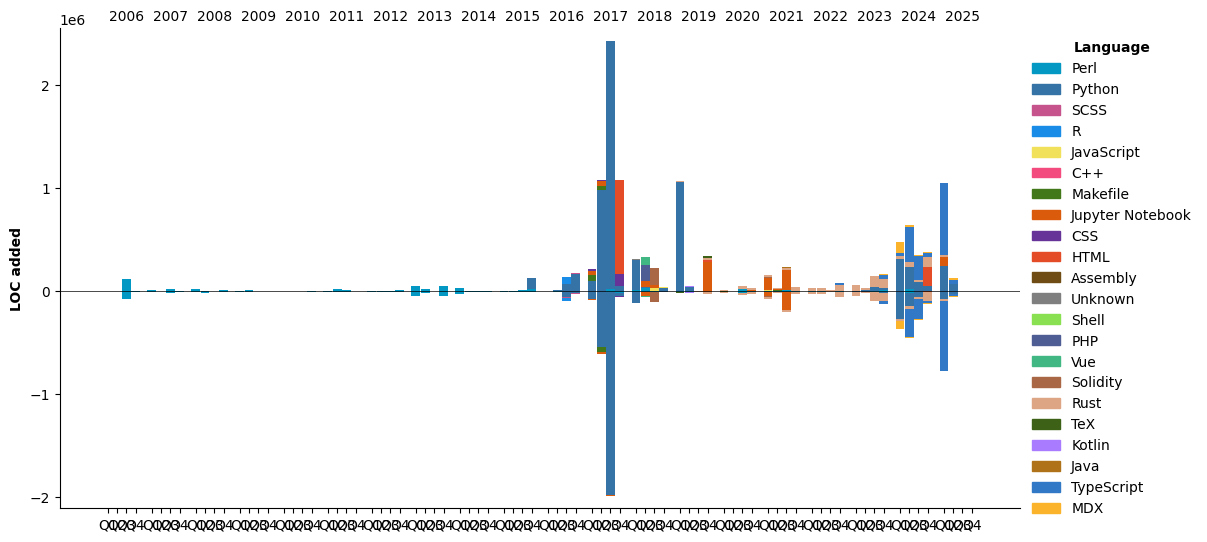 1e6
2006 2007 2008 2009 2010 2011 2012 2013 2014 2015 2016 2017 2018 2019 2020 2021 2022 2023 2024 2025
LOC added
2
1
0
−1
−2
Language
Perl
Python
SCSS
R
JavaScript
C++
Makefile
Jupyter Notebook
CSS
HTML
Assembly
Unknown
Shell
PHP
Vue
Solidity
Rust
TeX
Kotlin
Java
TypeScript
MDX